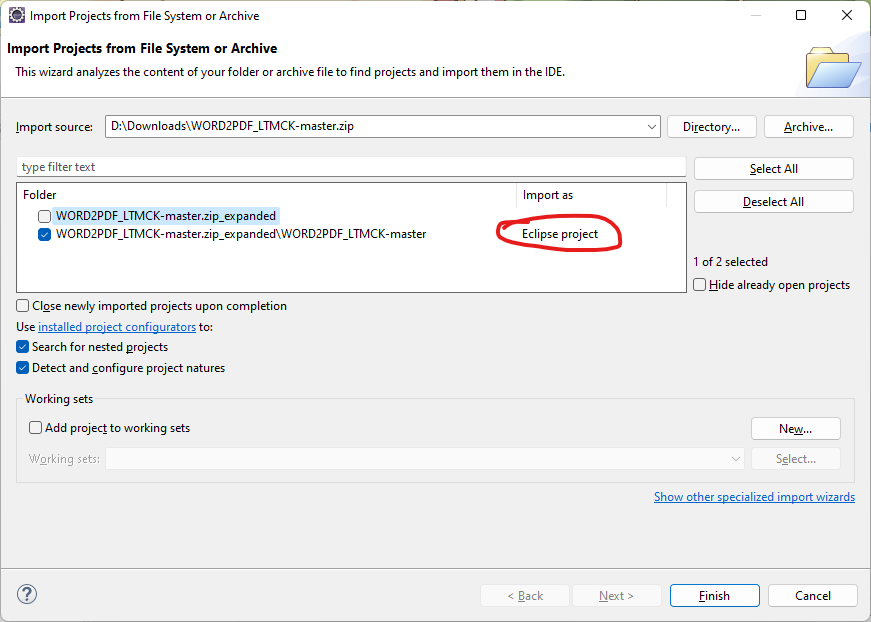 Import Projects from File System or Archive
Import Projects from File System or Archive
This wizard analyzes the content of your folder or archive file to find projects and import them in the IDE.
Import source: D:\Downloads\WORD2PDF_LTMCK-master.zip Directory... Archive...
type filter text Select All
Folder Import as
Deselect All
WORD2PDF_LTMCK-master.zip_expanded
WORD2PDF_LTMCK-master.zip_expanded\WORD2PDF_LTMCK-master Eclipse project
1 of 2 selected
Hide already open projects
Close newly imported projects upon completion
Use installed project configurators to:
Search for nested projects
Detect and configure project natures
Working sets
Add project to working sets New...
Working sets: Select...
Show other specialized import wizards
? < Back Next > Finish Cancel